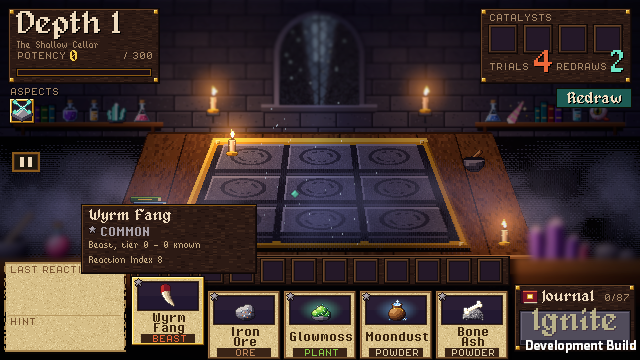 Depth 1
The Shallow Cellar
POTENCY 0 / 300
ASPECTS
CATALYSTS
TRIALS 4 REDRAWS 2
Redraw
Wyrm Fang
* COMMON
Beast, tier 0 - 0 known
Reaction Index 8
LAST REACTI
HINT
Wyrm
Fang
BEAST
Iron
Ore
ORE
Glowmoss
PLANT
Moondust
POWDER
Bone
Ash
POWDER
Journal 0/87
Ignite
Development Build